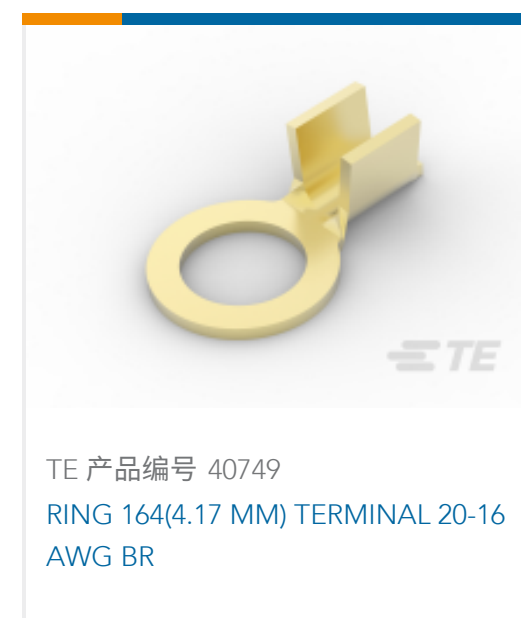 TE
TE 产品编号 40749
RING 164(4.17 MM) TERMINAL 20-16
AWG BR